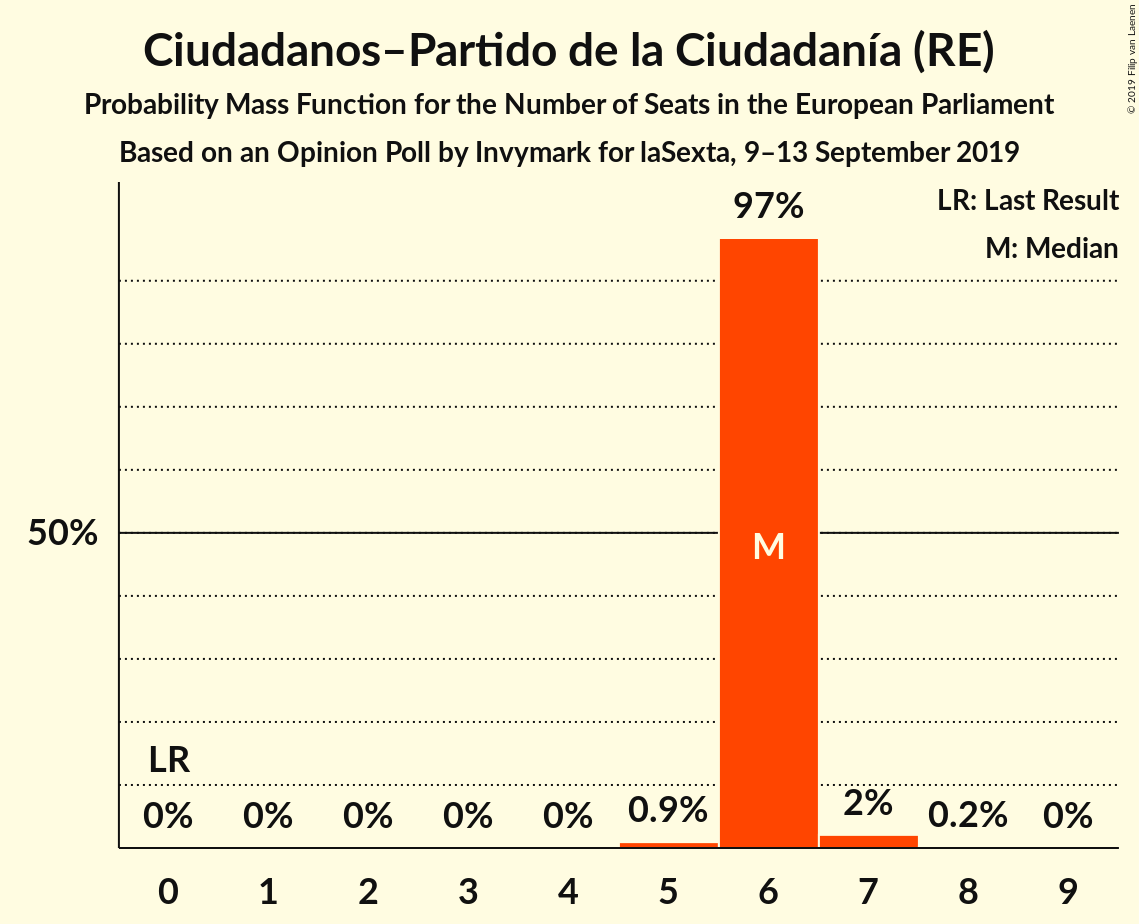 Ciudadanos–Partido de la Ciudadanía (RE)
Probability Mass Function for the Number of Seats in the European Parliament
Based on an Opinion Poll by Invymark for laSexta, 9–13 September 2019
© 2019 Filip van Laenen
LR: Last Result
M: Median
97%
50%
M
LR
0% 0% 0% 0% 0% 0.9% 2% 0.2% 0%
0 1 2 3 4 5 6 7 8 9